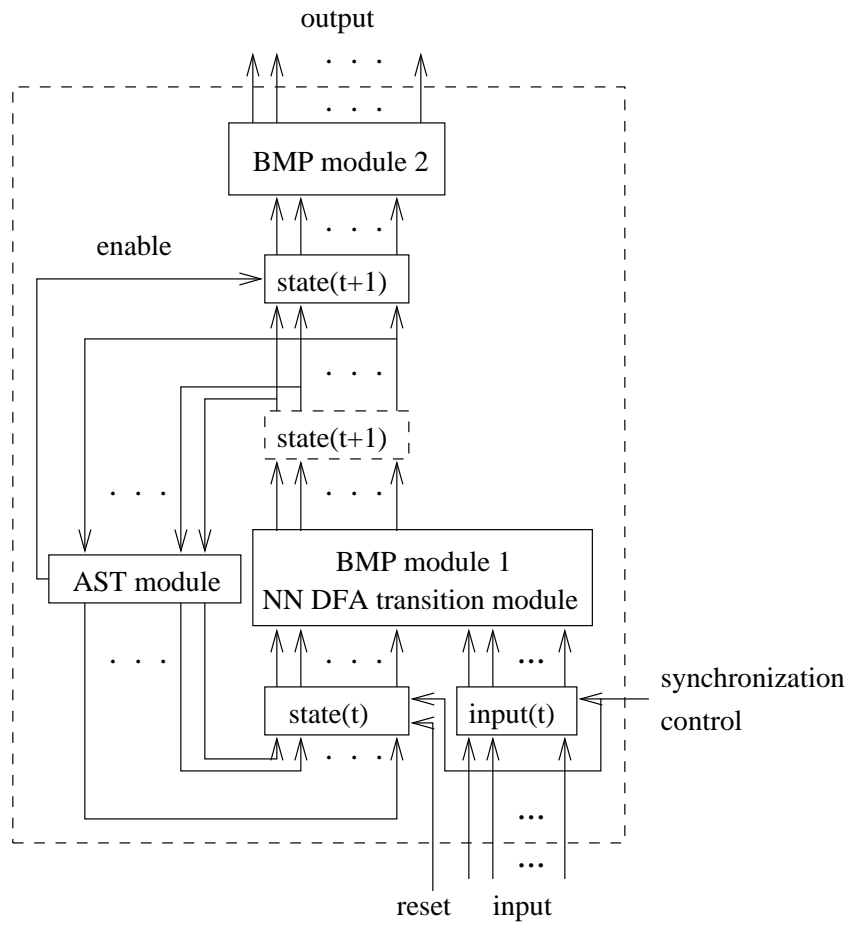 output
BMP module 2
enable
state(t+1)
state(t+1)
BMP module 1
AST module
NN DFA transition module
synchronization
state(t)
input(t)
control
reset
input